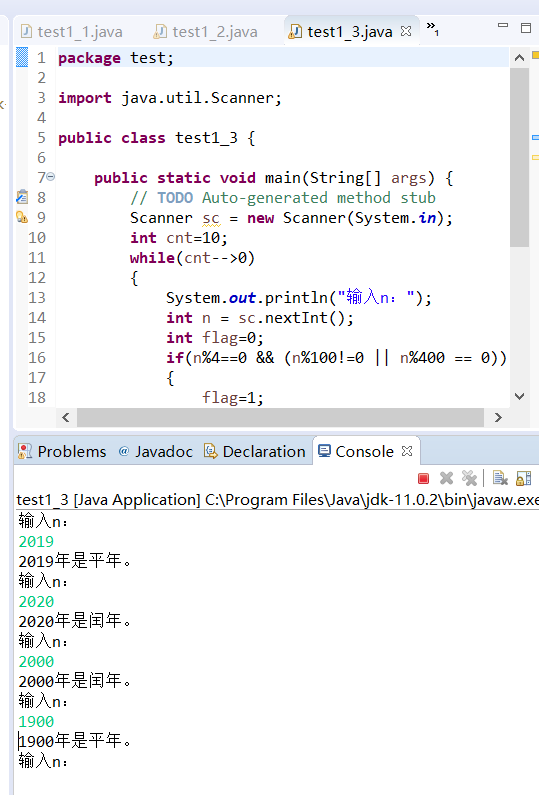 test1_1.java test1_2.java test1_3.java »1
1 package test;
2
3 import java.util.Scanner;
4
5 public class test1_3 {
6
7 public static void main(String[] args) {
8 // TODO Auto-generated method stub
9 Scanner sc = new Scanner(System.in);
10 int cnt=10;
11 while(cnt-->0)
12 {
13 System.out.println("输入n：");
14 int n = sc.nextInt();
15 int flag=0;
16 if(n%4==0 && (n%100!=0 || n%400 == 0))
17 {
18 flag=1;
Problems @ Javadoc Declaration Console
test1_3 [Java Application] C:\Program Files\Java\jdk-11.0.2\bin\javaw.exe
输入n：
2019
2019年是平年。
输入n：
2020
2020年是闰年。
输入n：
2000
2000年是闰年。
输入n：
1900
1900年是平年。
输入n：